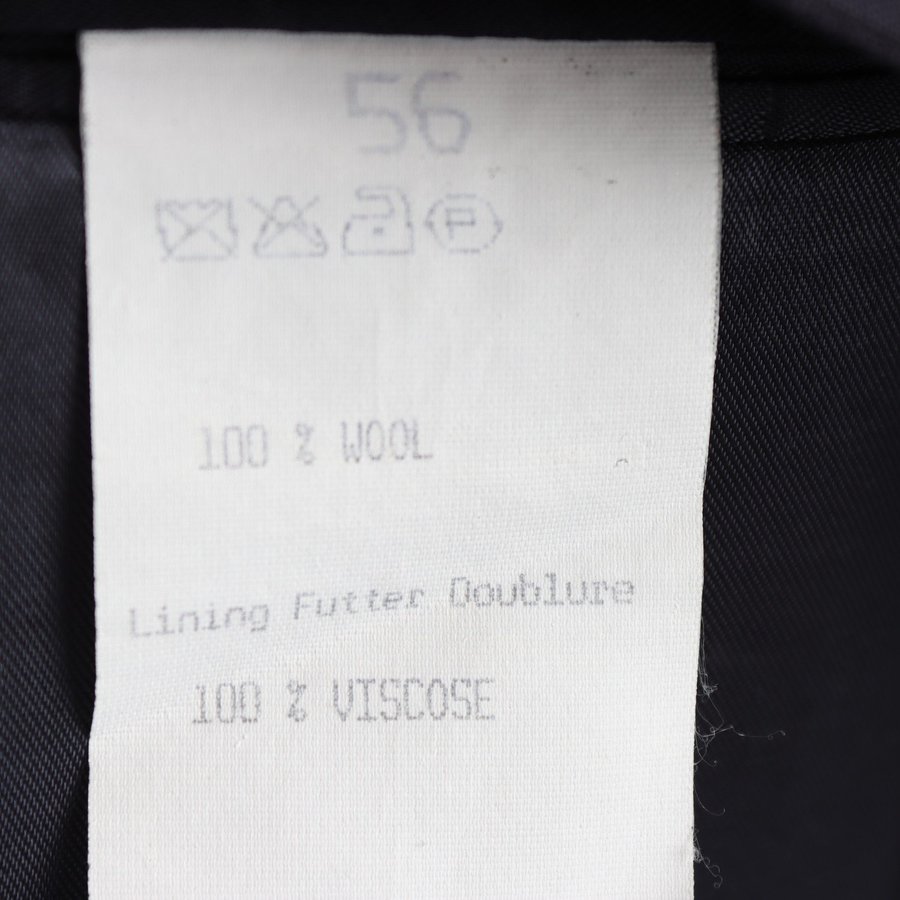 56
P
100 % WOOL
Lining Futter Doublure
100 % VISCOSE